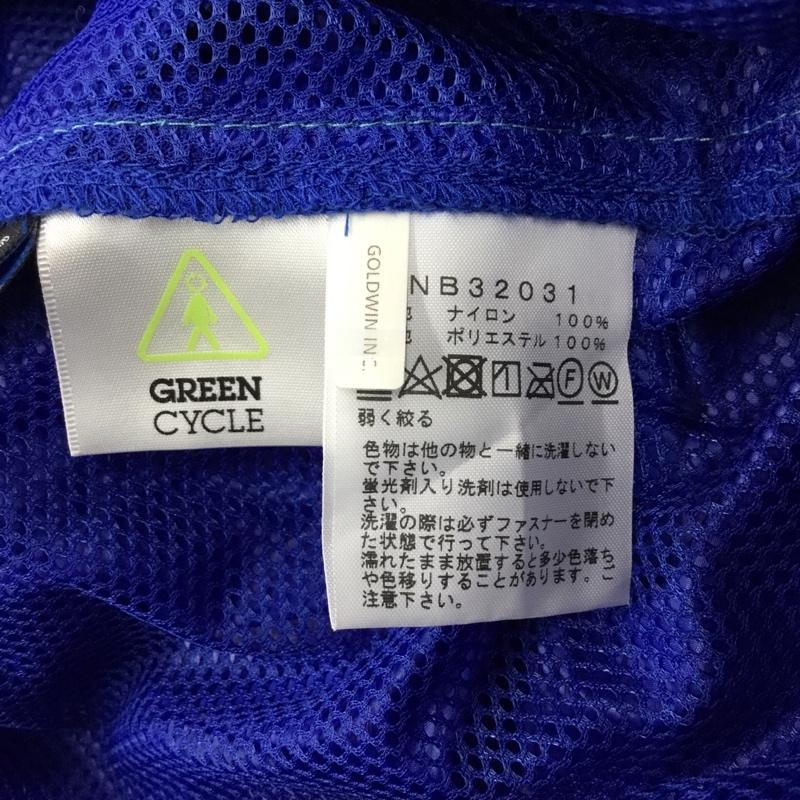 GREEN
CYCLE
GOLDWIN INC.
NB32031
ナイロン 100%
ポリエステル 100%
F W
弱く絞る
色物は他の物と一緒に洗濯しない
で下さい。
蛍光剤入り洗剤は使用しないで下
さい。
洗濯の際は必ずファスナーを閉め
た状態で行って下さい。
濡れたまま放置すると多少色落ち
や色移りすることがあります。ご
注意下さい。